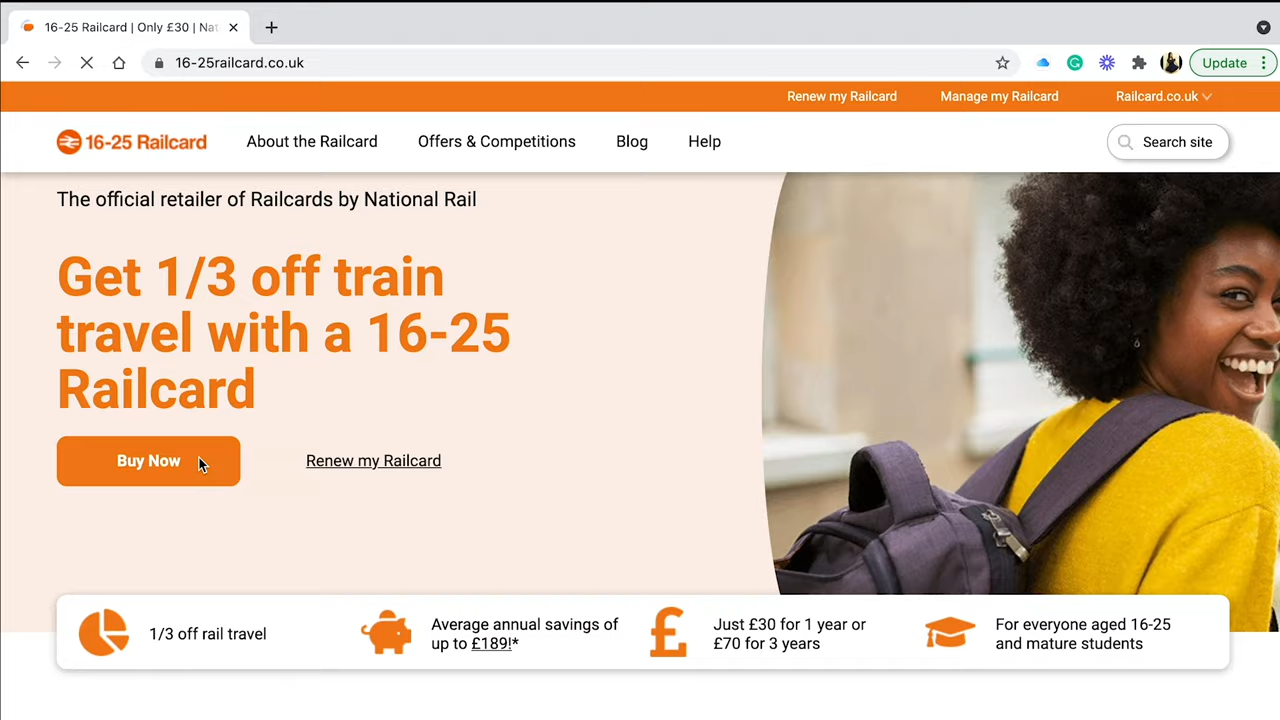 16-25 Railcard | Only £30 | Nat
16-25railcard.co.uk
Update
Renew my Railcard
Manage my Railcard
Railcard.co.uk
16-25 Railcard
About the Railcard
Offers & Competitions
Blog
Help
Search site
The official retailer of Railcards by National Rail
Get 1/3 off train
travel with a 16-25
Railcard
Buy Now
Renew my Railcard
1/3 off rail travel
Average annual savings of
up to £189!*
Just £30 for 1 year or
£70 for 3 years
For everyone aged 16-25
and mature students